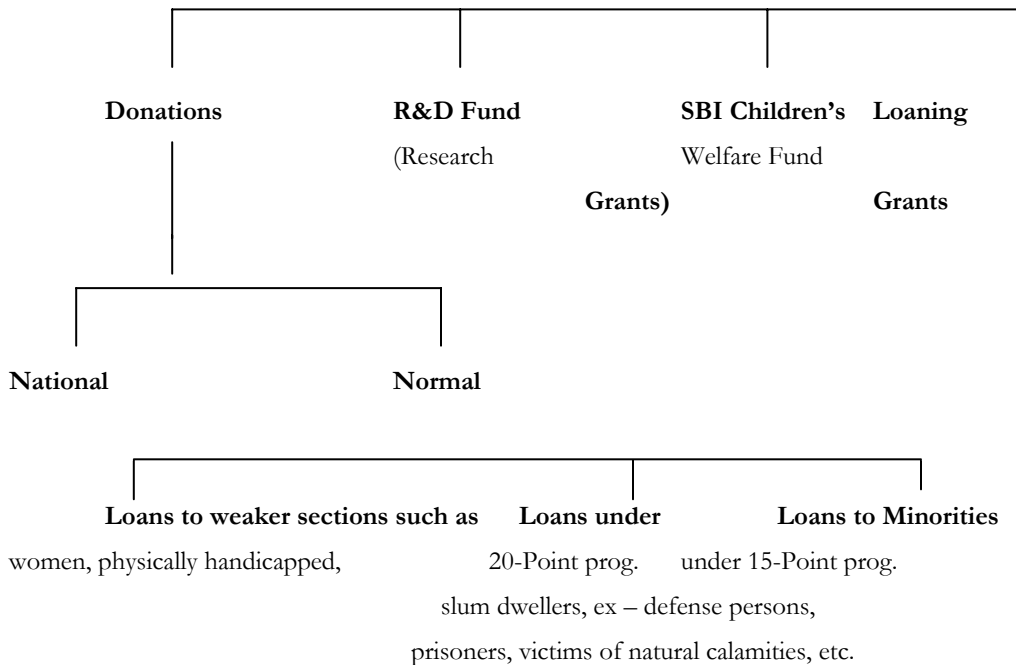 Donations R&D Fund SBI Children’s Loaning
(Research Welfare Fund
Grants) Grants
National Normal
Loans to weaker sections such as Loans under Loans to Minorities
women, physically handicapped, 20-Point prog. under 15-Point prog.
slum dwellers, ex – defense persons,
prisoners, victims of natural calamities, etc.